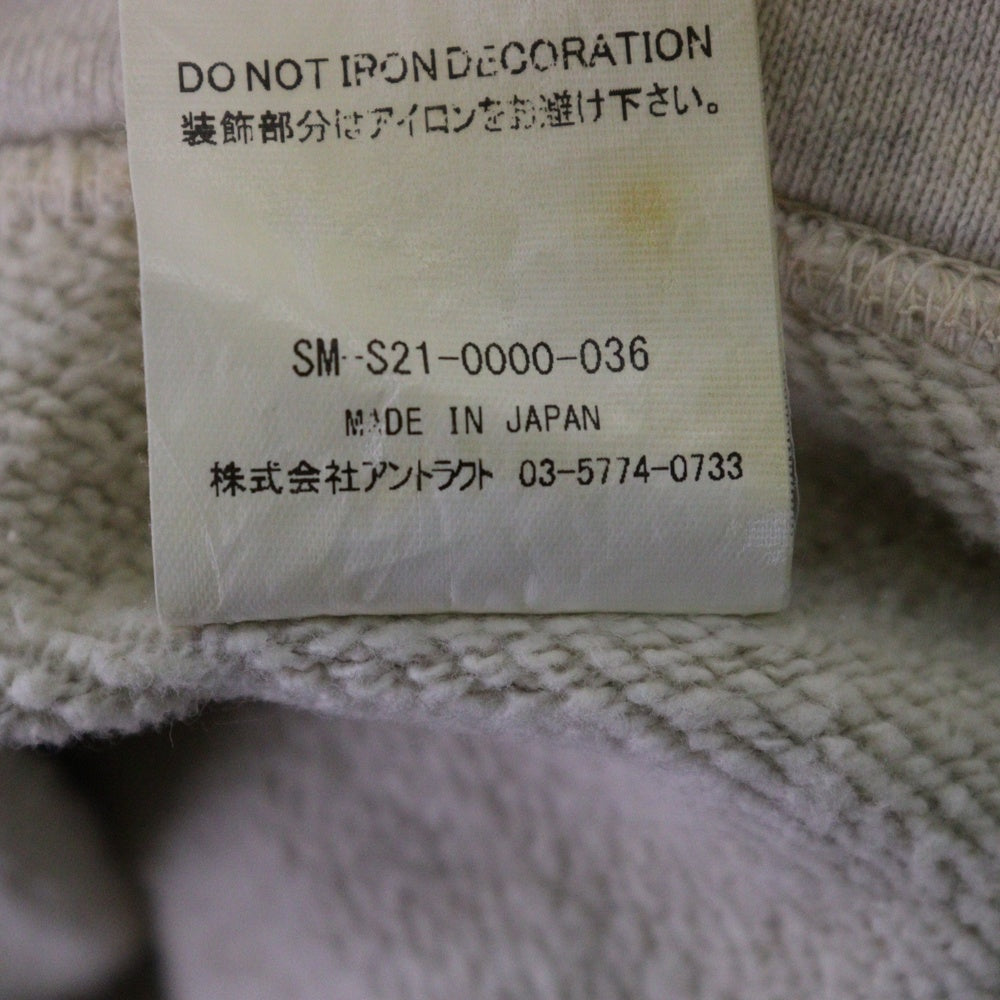 DO NOT IRON DECORATION
装飾部分はアイロンをお避け下さい。
SM-S21-0000-036
MADE IN JAPAN
株式会社アントラクト 03-5774-0733